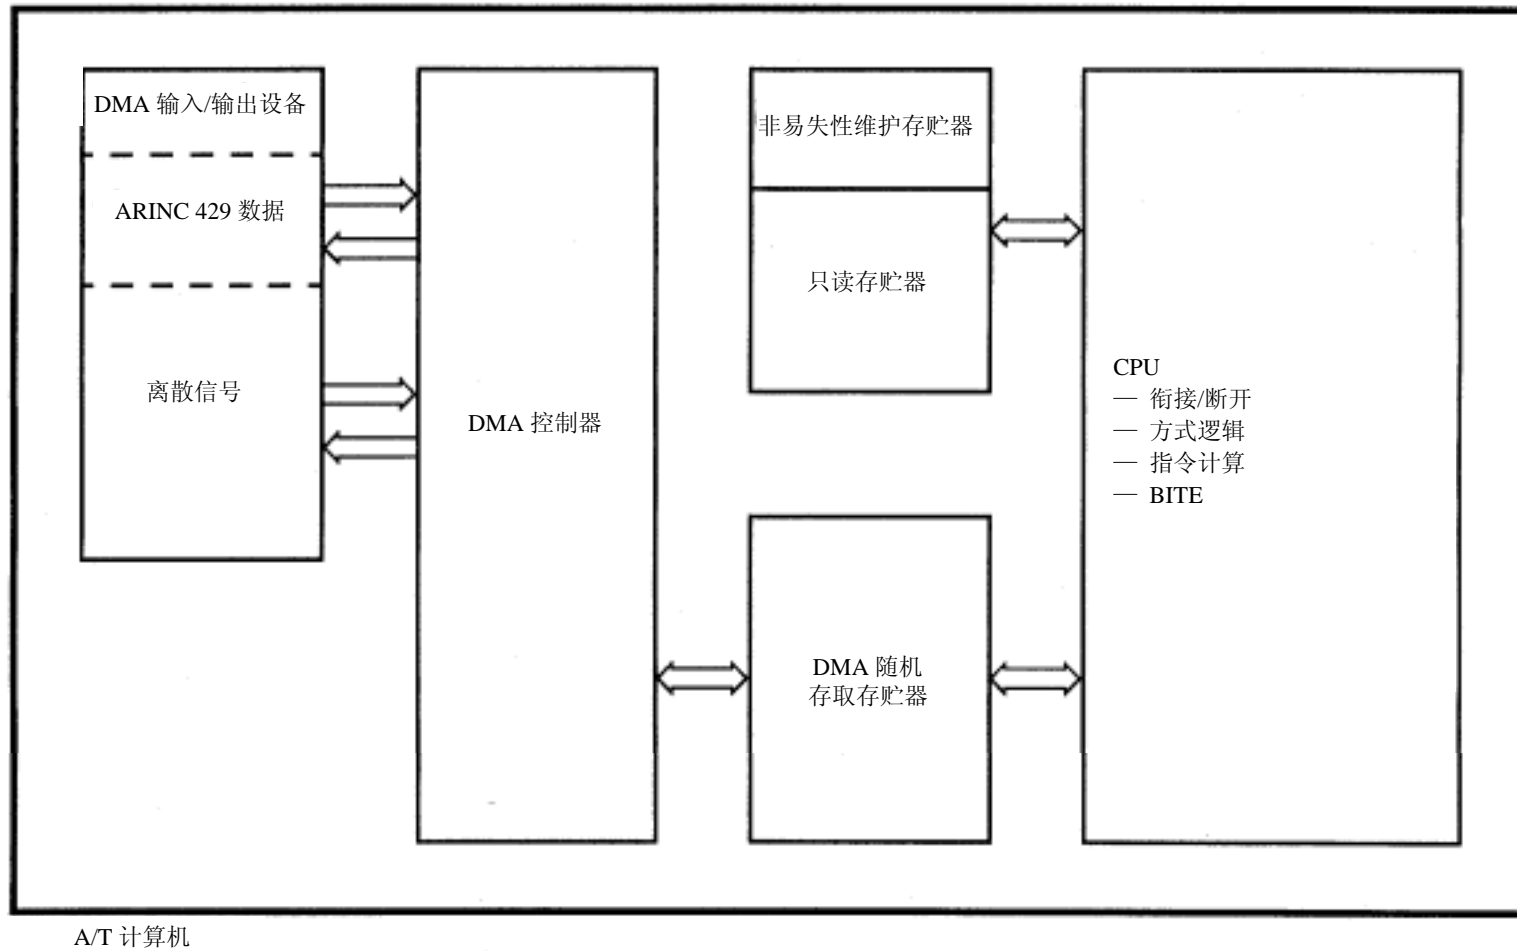 DMA 输入/输出设备
ARINC 429 数据
离散信号
DMA 控制器
非易失性维护存贮器
只读存贮器
DMA 随机
存取存贮器
CPU
— 衔接/断开
— 方式逻辑
— 指令计算
— BITE
A/T 计算机